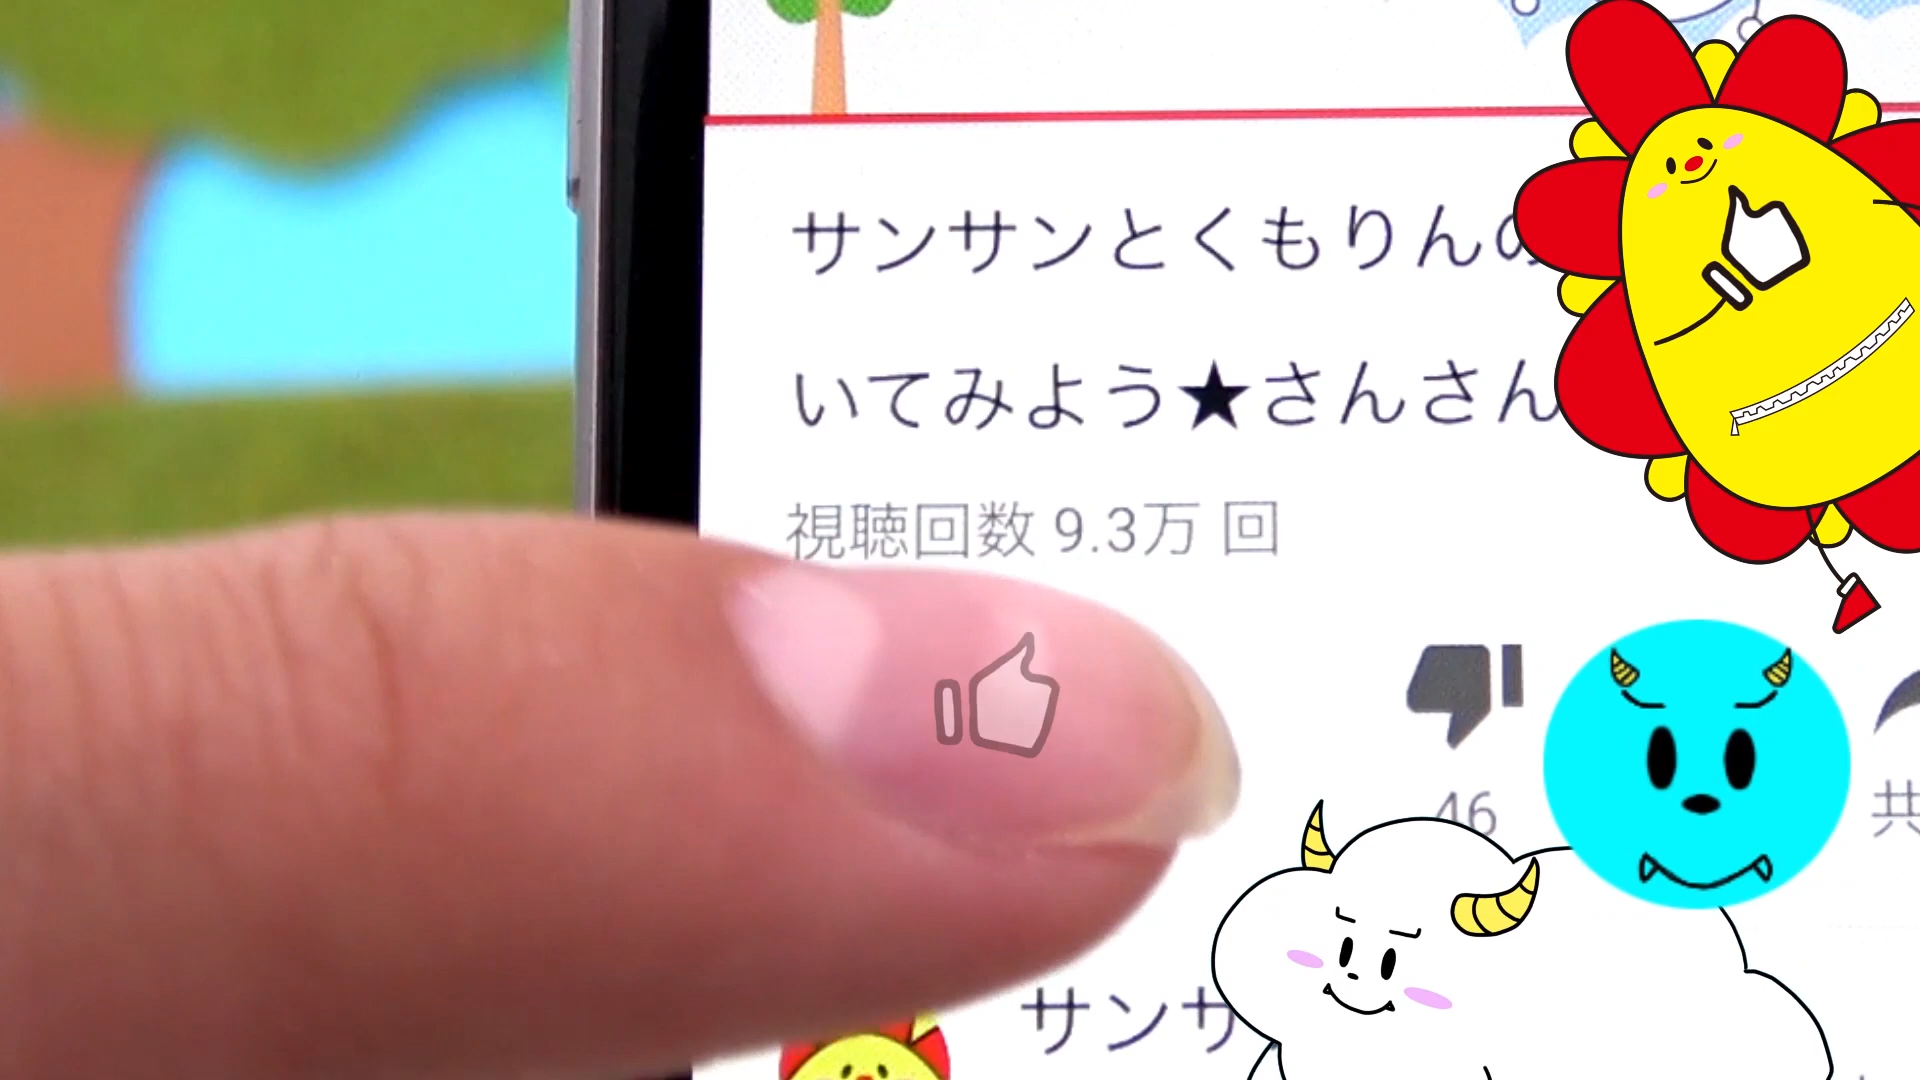 サンサンとくもりんの
いてみよう★さんさん
視聴回数 9.3万 回
46
共
サンサ